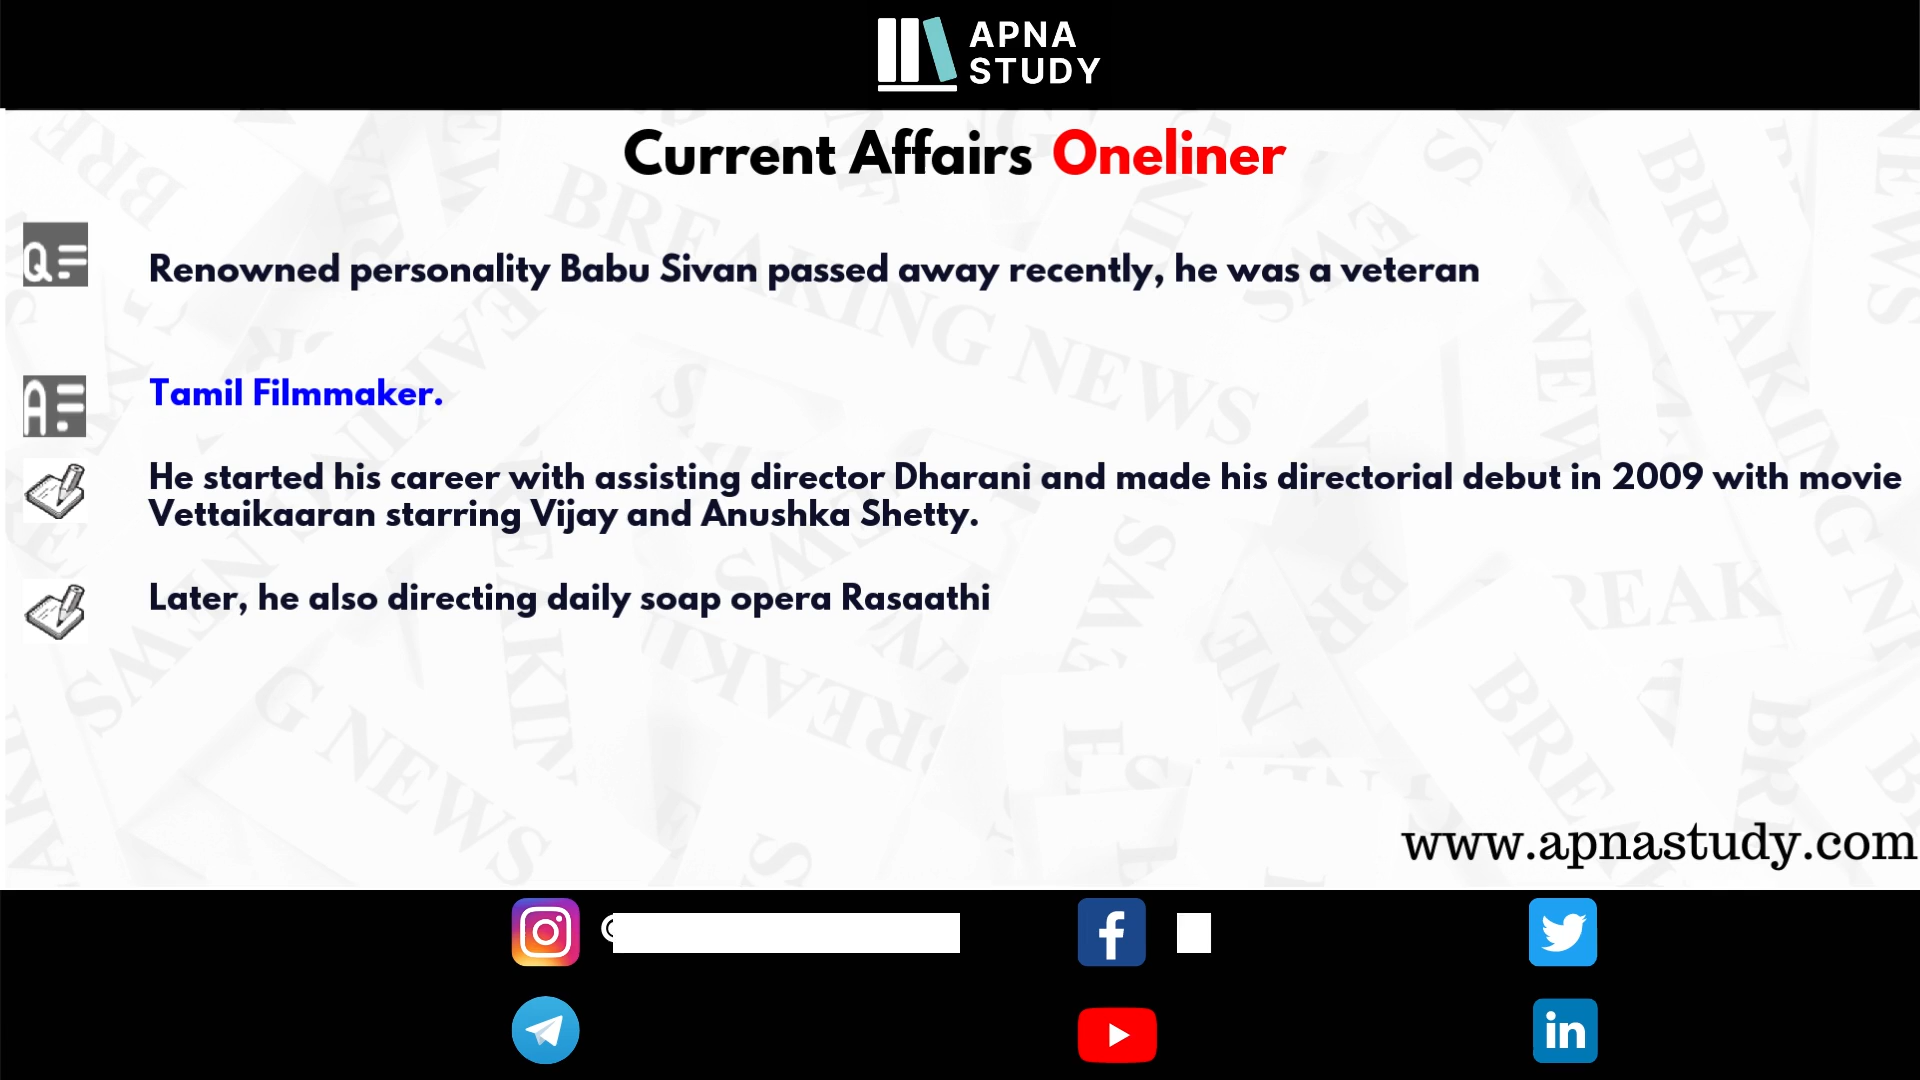 APNA
STUDY
Current Affairs Oneliner
Renowned personality Babu Sivan passed away recently, he was a veteran
Tamil Filmmaker.
He started his career with assisting director Dharani and made his directorial debut in 2009 with movie
Vettaikaaran starring Vijay and Anushka Shetty.
Later, he also directing daily soap opera Rasaathi
www.apnastudy.com